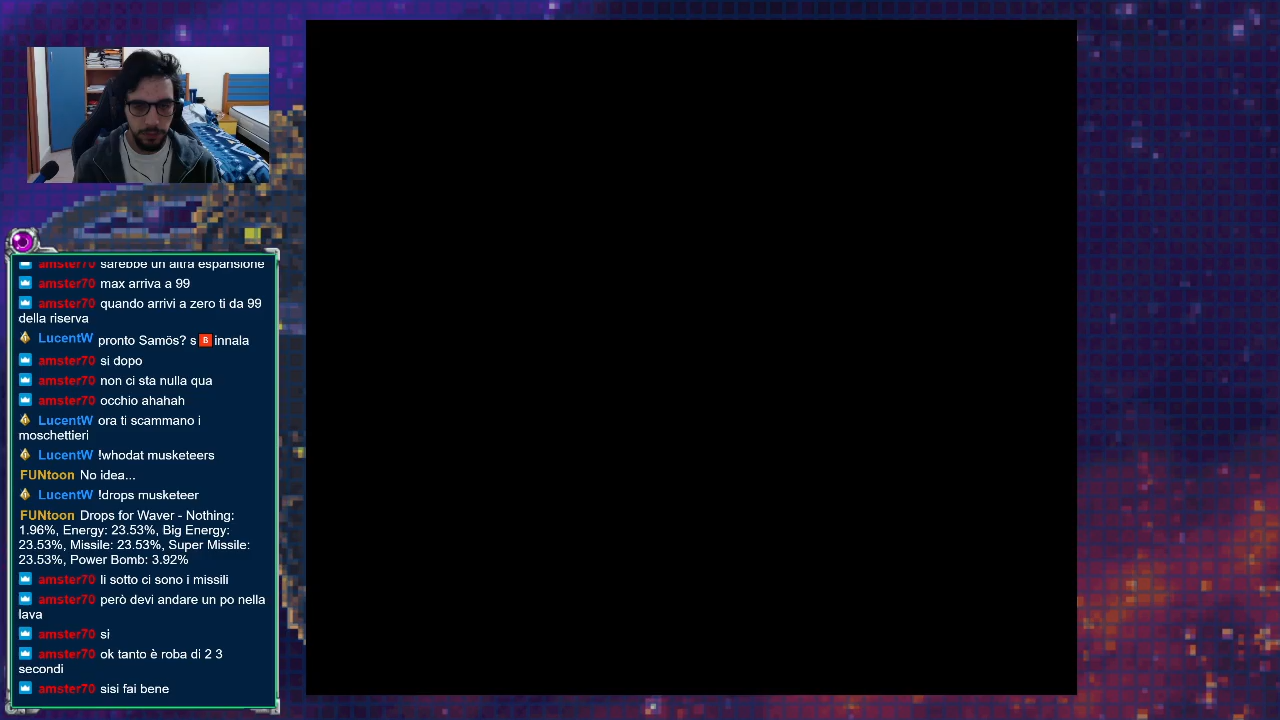 amster70 sarebbe un altra espansione
amster70 max arriva a 99
amster70 quando arrivi a zero ti da 99
della riserva
LucentW pronto Samös? s B innala
amster70 si dopo
amster70 non ci sta nulla qua
amster70 occhio ahahah
LucentW ora ti scammano i
moschettieri
LucentW !whodat musketeers
FUNtoon No idea...
LucentW !drops musketeer
FUNtoon Drops for Waver - Nothing:
1.96%, Energy: 23.53%, Big Energy:
23.53%, Missile: 23.53%, Super Missile:
23.53%, Power Bomb: 3.92%
amster70 li sotto ci sono i missili
amster70 però devi andare un po nella
lava
amster70 si
amster70 ok tanto è roba di 2 3
secondi
amster70 sisi fai bene